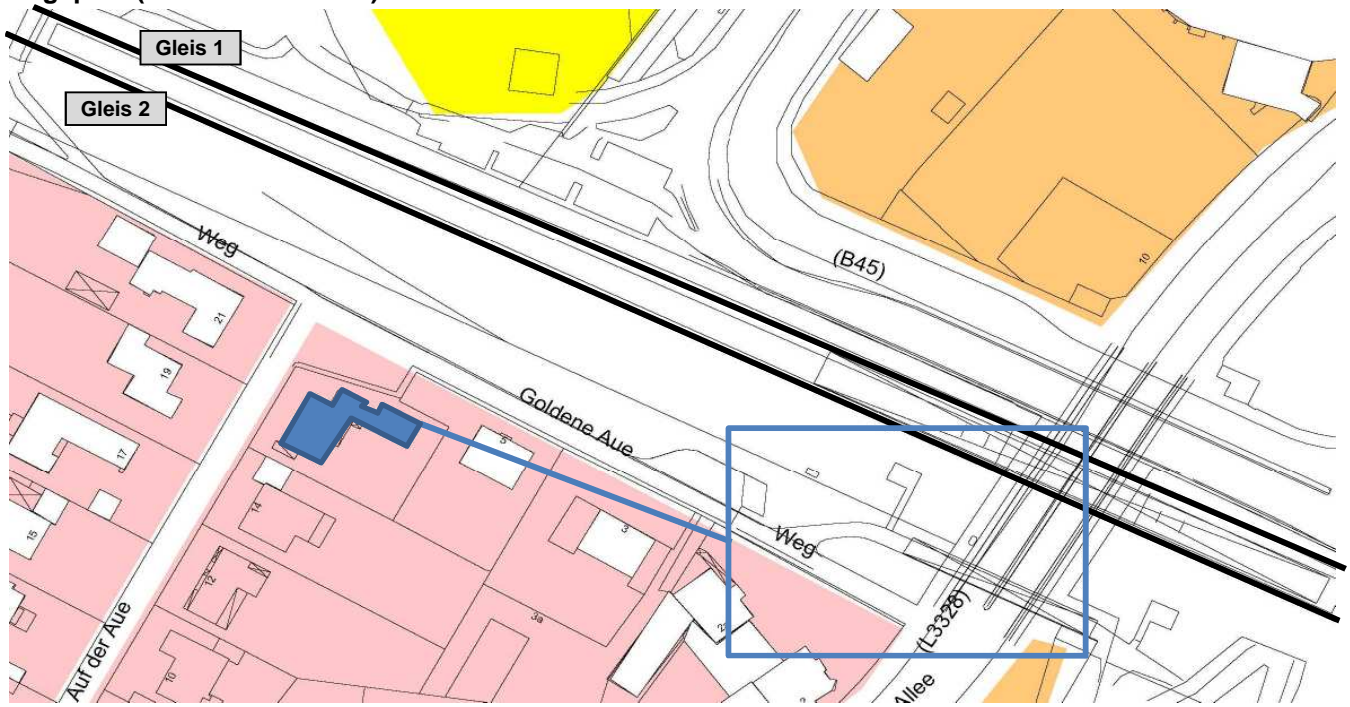 Gleis 1
Gleis 2
(B45)
10
Weg
21
19
17
15
Goldene Aue
5
3
14
12
10
3a
Weg
(L3328)
Allee
Auf der Aue